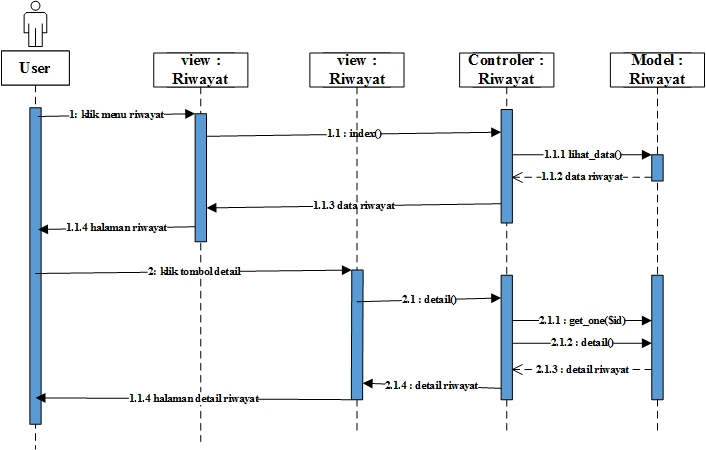 User
view :
Riwayat
view :
Riwayat
Controler :
Riwayat
Model :
Riwayat
1: klik menu riwayat
1.1 : index()
1.1.1 lihat_data()
1.1.2 data riwayat
1.1.3 data riwayat
1.1.4 halaman riwayat
2: klik tombol detail
2.1 : detail()
2.1.1 : get_one($id)
2.1.2 : detail()
2.1.3 : detail riwayat
2.1.4 : detail riwayat
1.1.4 halaman detail riwayat